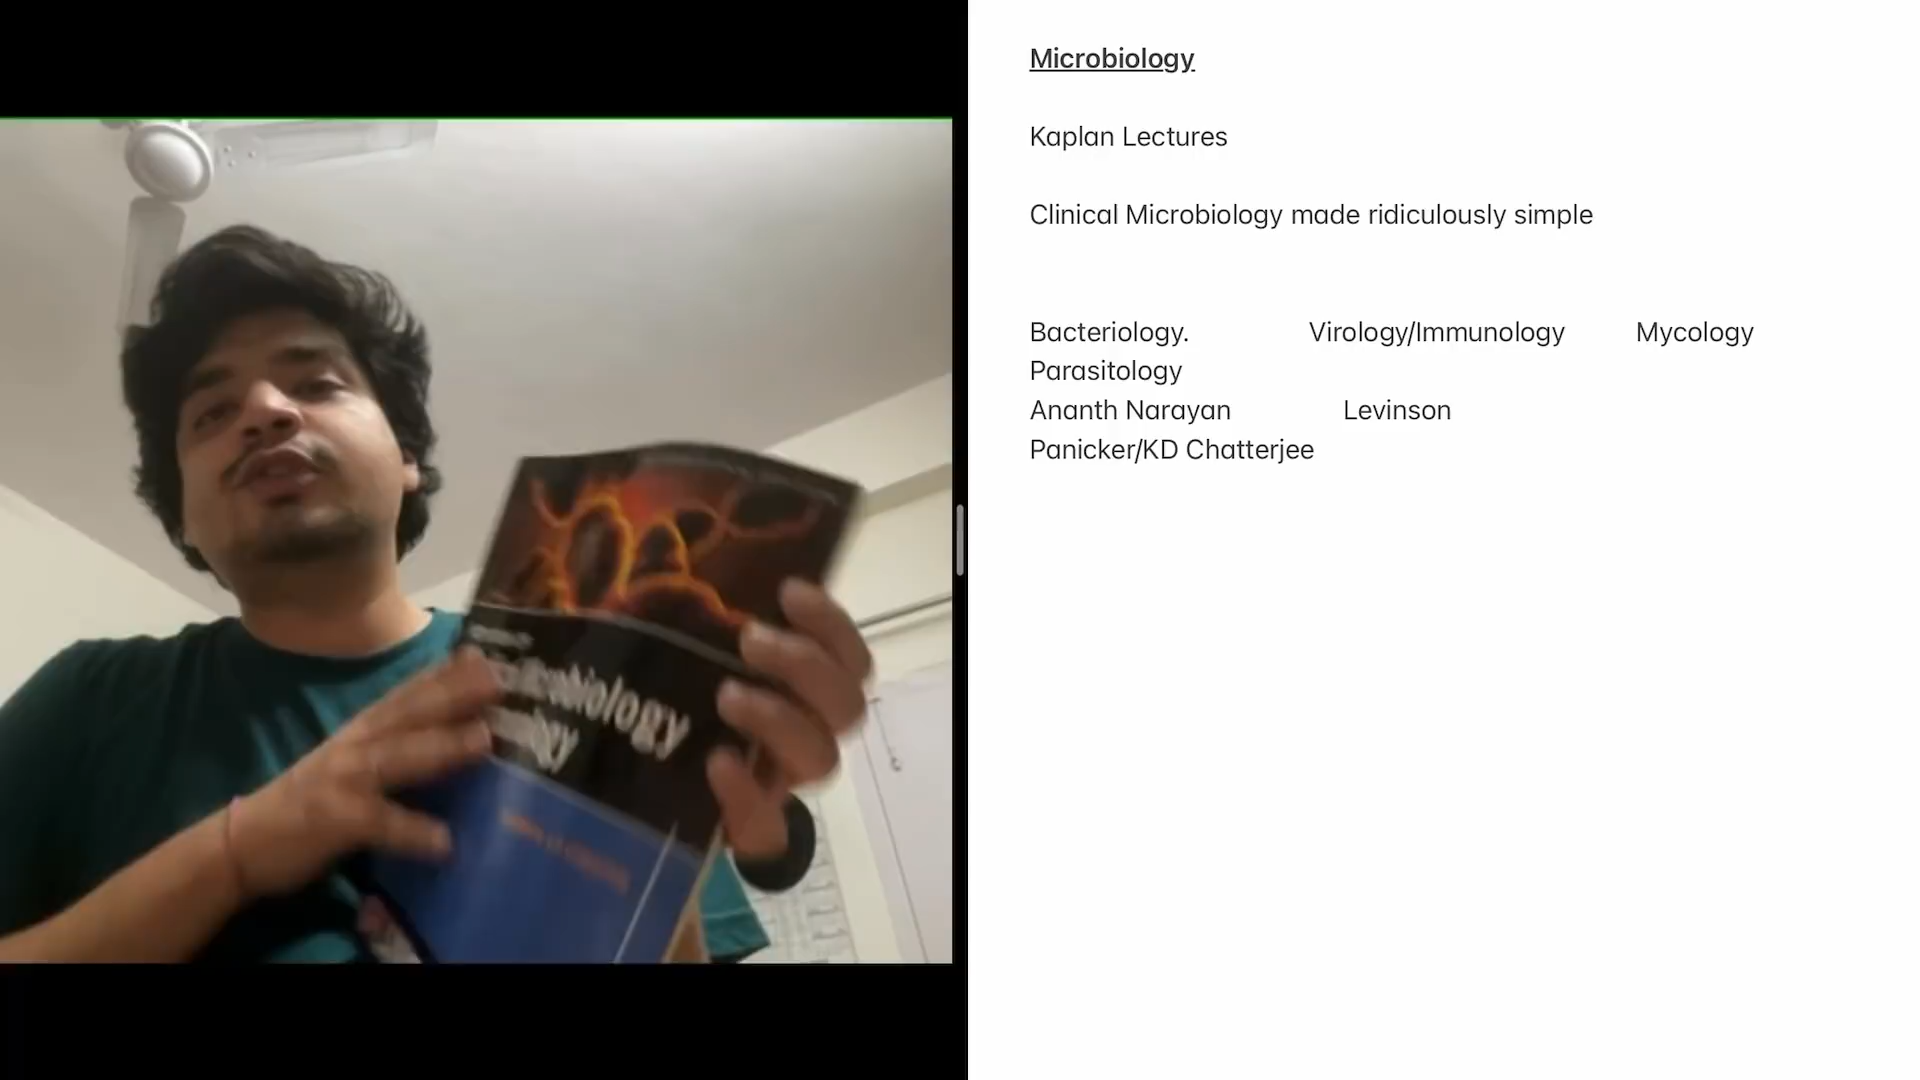 Microbiology
Kaplan Lectures
Clinical Microbiology made ridiculously simple
Bacteriology. Virology/Immunology Mycology
Parasitology
Ananth Narayan Levinson
Panicker/KD Chatterjee
Microbiology